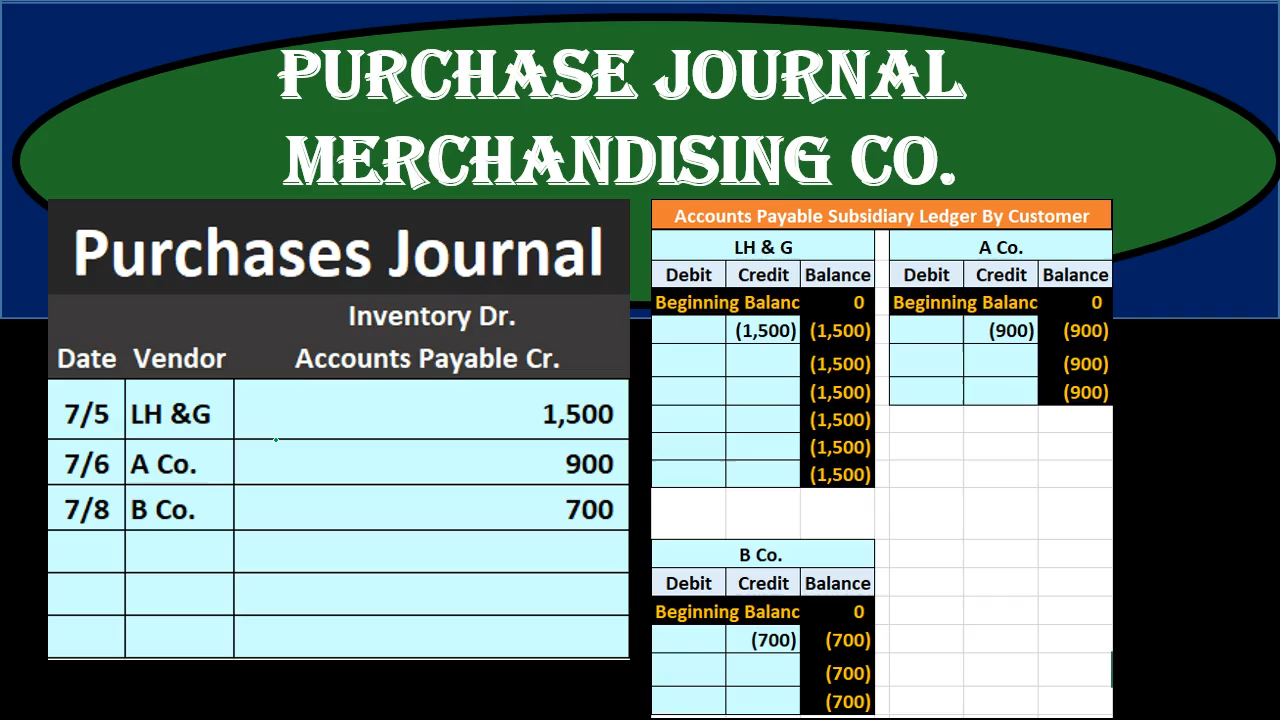 PURCHASE JOURNAL
MERCHANDISING CO.
Purchases Journal
Inventory Dr.
Date Vendor Accounts Payable Cr.
7/5 LH &G 1,500
7/6 A Co. 900
7/8 B Co. 700
Accounts Payable Subsidiary Ledger By Customer
LH & G
Debit Credit Balance
Beginning Balanc 0
(1,500) (1,500)
(1,500)
(1,500)
(1,500)
(1,500)
(1,500)
A Co.
Debit Credit Balance
Beginning Balanc 0
(900) (900)
(900)
(900)
B Co.
Debit Credit Balance
Beginning Balanc 0
(700) (700)
(700)
(700)